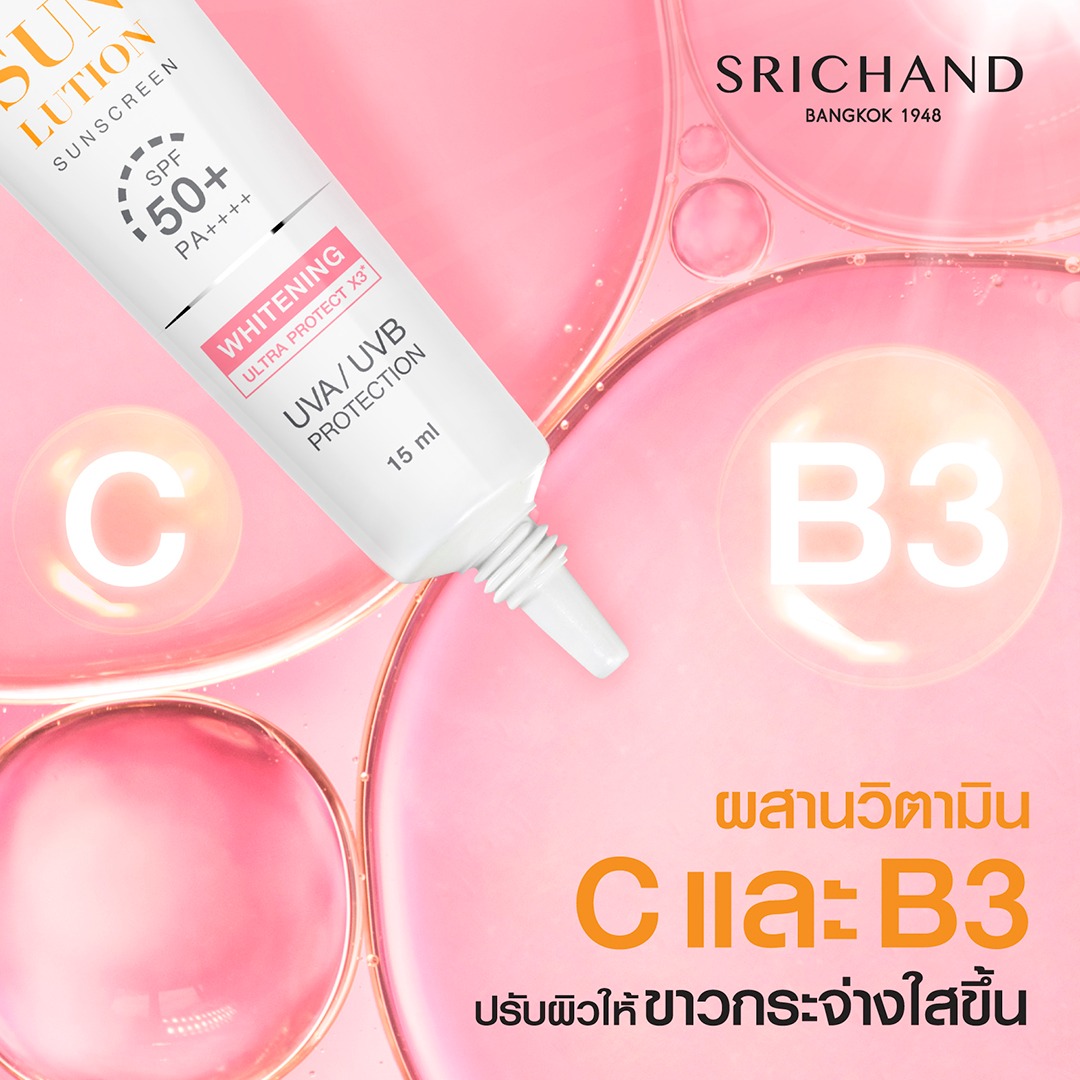 SUN
LUTION
SUNSCREEN
SPF
50+
PA++++
WHITENING
ULTRA PROTECT X3*
UVA / UVB
PROTECTION
15 ml
SRICHAND
BANGKOK 1948
C
B3
ผสานวิตามิน
C และ B3
ปรับผิวให้ ขาวกระจ่างใสขึ้น